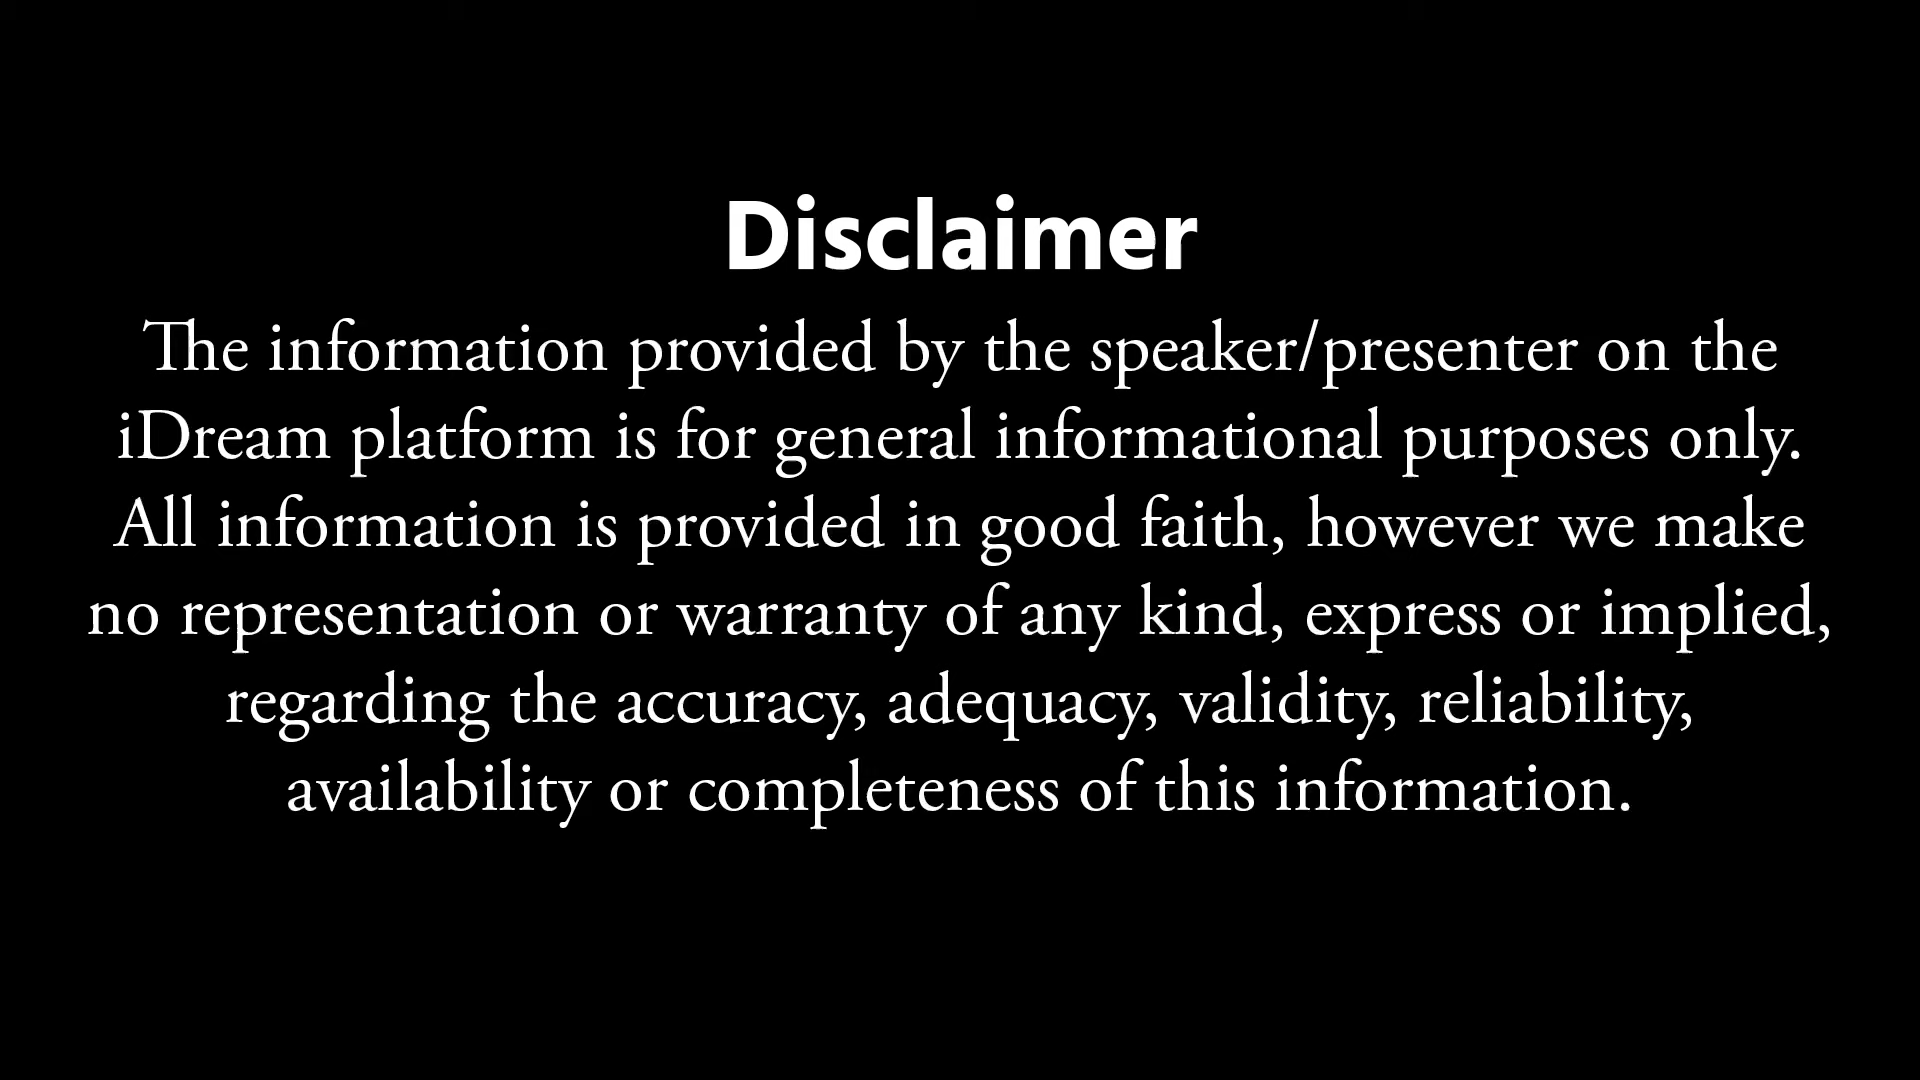 Disclaimer
The information provided by the speaker/presenter on the
iDream platform is for general informational purposes only.
All information is provided in good faith, however we make
no representation or warranty of any kind, express or implied,
regarding the accuracy, adequacy, validity, reliability,
availability or completeness of this information.